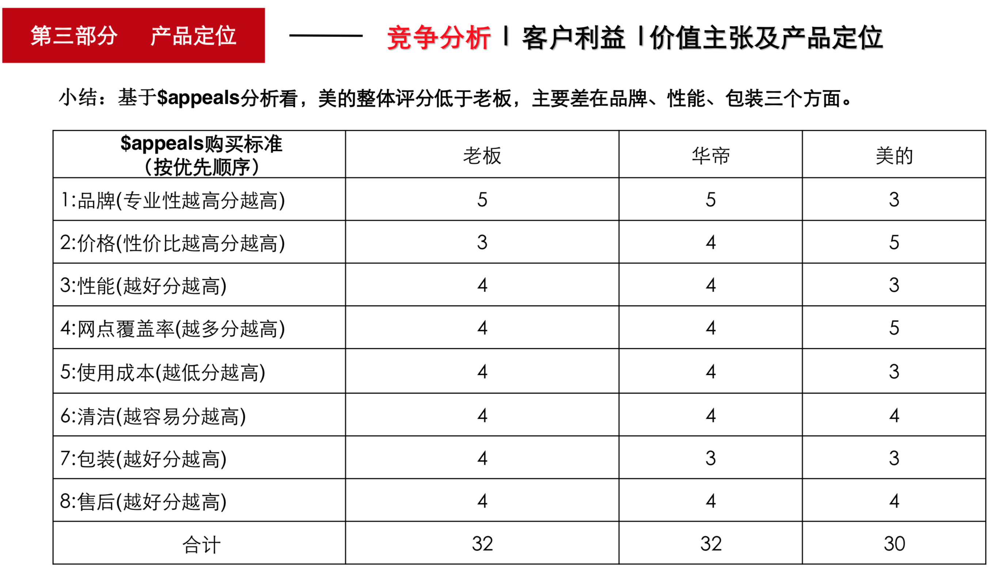 第三部分 产品定位
竞争分析 | 客户利益 |价值主张及产品定位
小结：基于$appeals分析看，美的整体评分低于老板，主要差在品牌、性能、包装三个方面。
$appeals购买标准
（按优先顺序） 老板 华帝 美的
1:品牌(专业性越高分越高) 5 5 3
2:价格(性价比越高分越高) 3 4 5
3:性能(越好分越高) 4 4 3
4:网点覆盖率(越多分越高) 4 4 5
5:使用成本(越低分越高) 4 4 3
6:清洁(越容易分越高) 4 4 4
7:包装(越好分越高) 4 3 3
8:售后(越好分越高) 4 4 4
合计 32 32 30